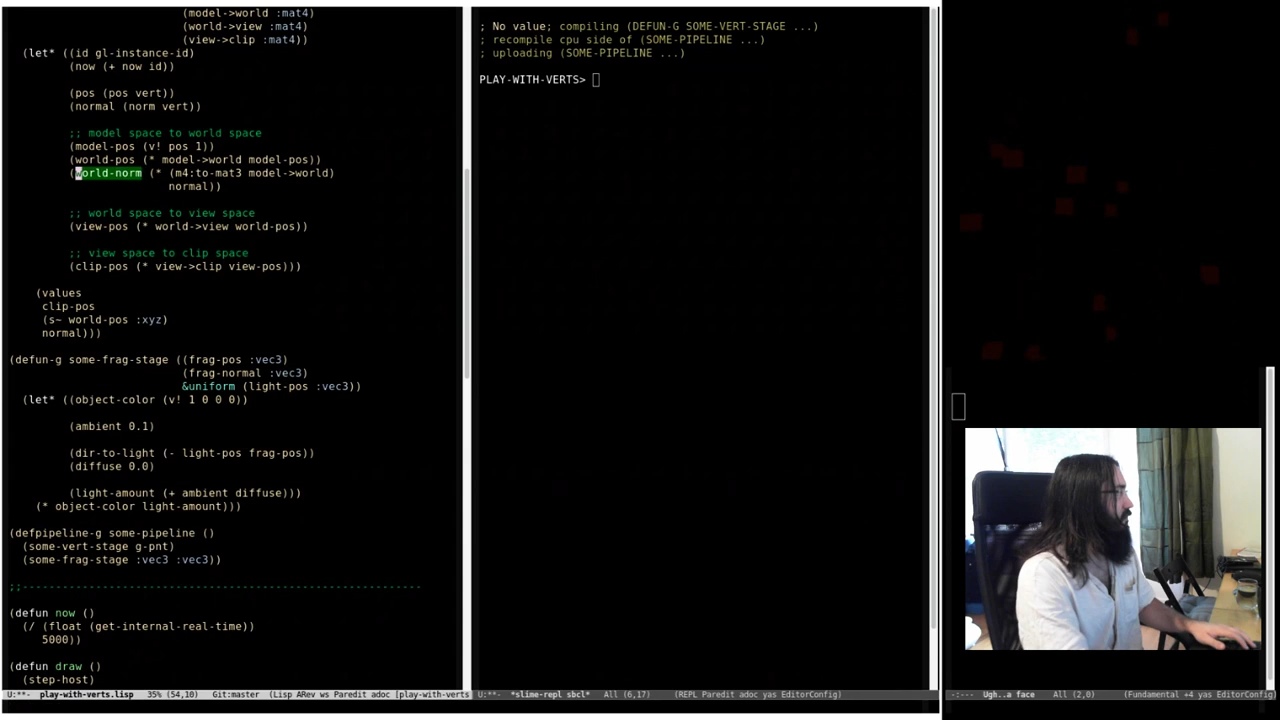 (model->world :mat4)
(world->view :mat4)
(view->clip :mat4))
(let* ((id gl-instance-id)
(now (+ now id))
(pos (pos vert))
(normal (norm vert))
;; model space to world space
(model-pos (v! pos 1))
(world-pos (* model->world model-pos))
(world-norm (* (m4:to-mat3 model->world)
normal))
;; world space to view space
(view-pos (* world->view world-pos))
;; view space to clip space
(clip-pos (* view->clip view-pos)))
(values
clip-pos
(s~ world-pos :xyz)
normal)))
(defun-g some-frag-stage ((frag-pos :vec3)
(frag-normal :vec3)
&uniform (light-pos :vec3))
(let* ((object-color (v! 1 0 0 0))
(ambient 0.1)
(dir-to-light (- light-pos frag-pos))
(diffuse 0.0)
(light-amount (+ ambient diffuse)))
(* object-color light-amount)))
(defpipeline-g some-pipeline ()
(some-vert-stage g-pnt)
(some-frag-stage :vec3 :vec3))
;;------------------------------------------------------------
(defun now ()
(/ (float (get-internal-real-time))
5000))
(defun draw ()
(step-host)
U:**- play-with-verts.lisp 35% (54,10) Git:master (Lisp ARev ws Paredit adoc [play-with-verts
; No value; compiling (DEFUN-G SOME-VERT-STAGE ...)
; recompile cpu side of (SOME-PIPELINE ...)
; uploading (SOME-PIPELINE ...)
PLAY-WITH-VERTS>
U:**- *slime-repl sbcl* All (6,17) (REPL Paredit adoc yas EditorConfig)
-:--- Ugh..a face All (2,0) (Fundamental +4 yas EditorConfig)